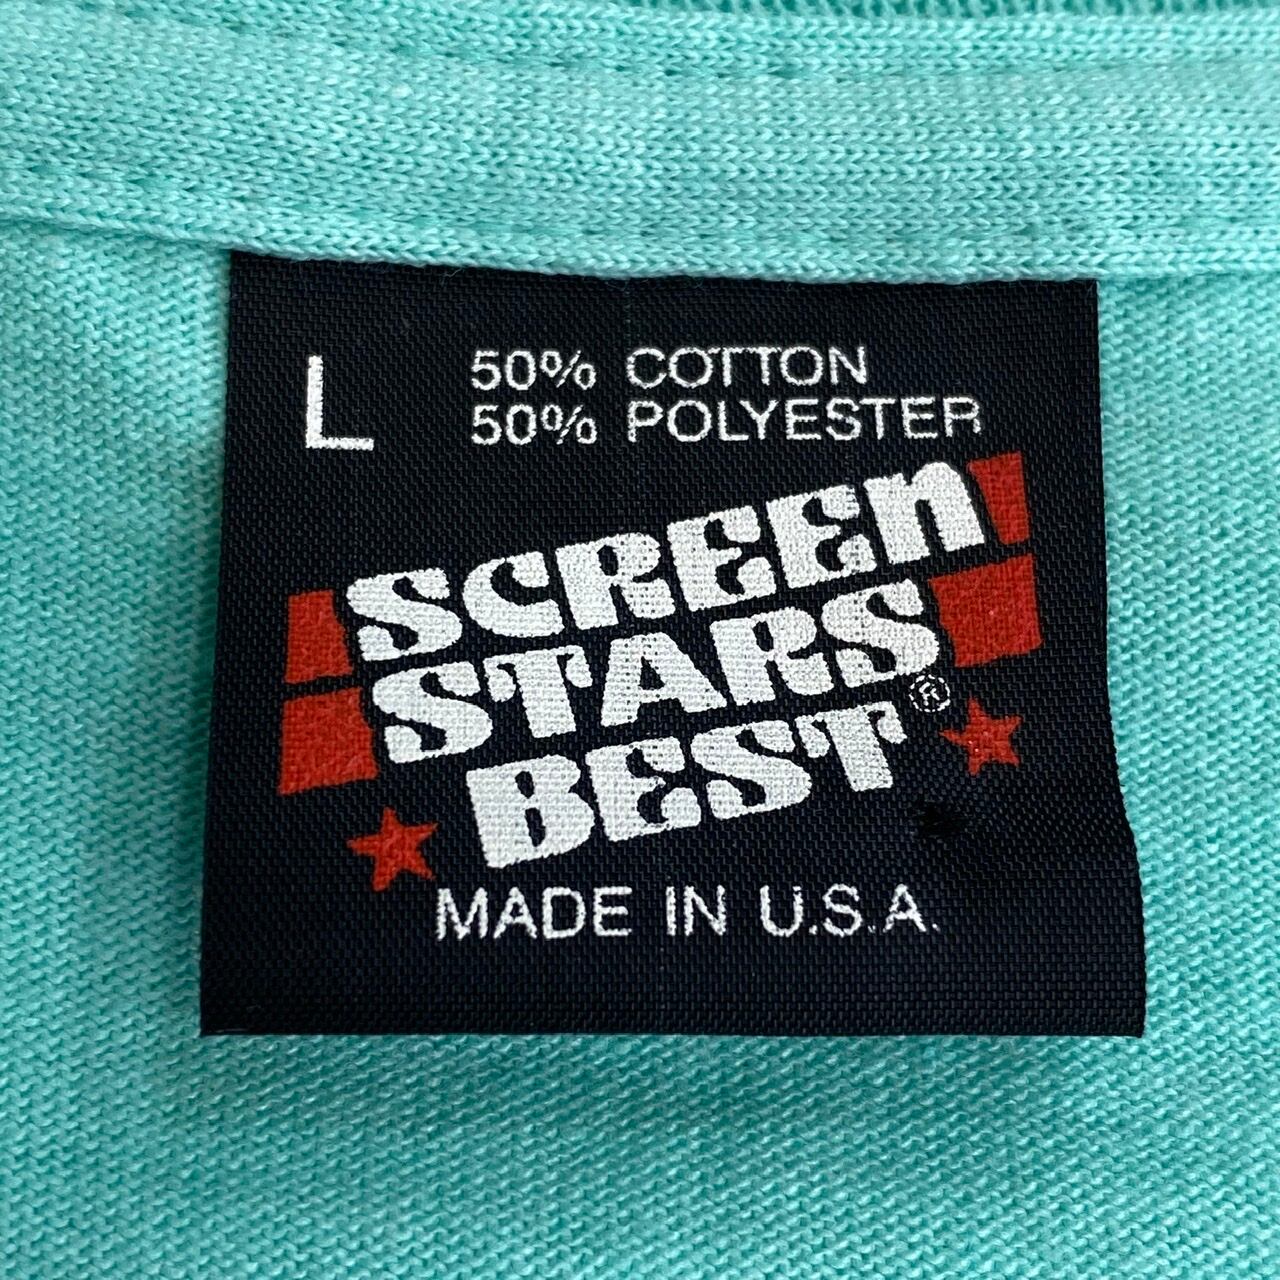 L 50% COTTON
50% POLYESTER
SCREEn
STARS
BEST®
MADE IN U.S.A.